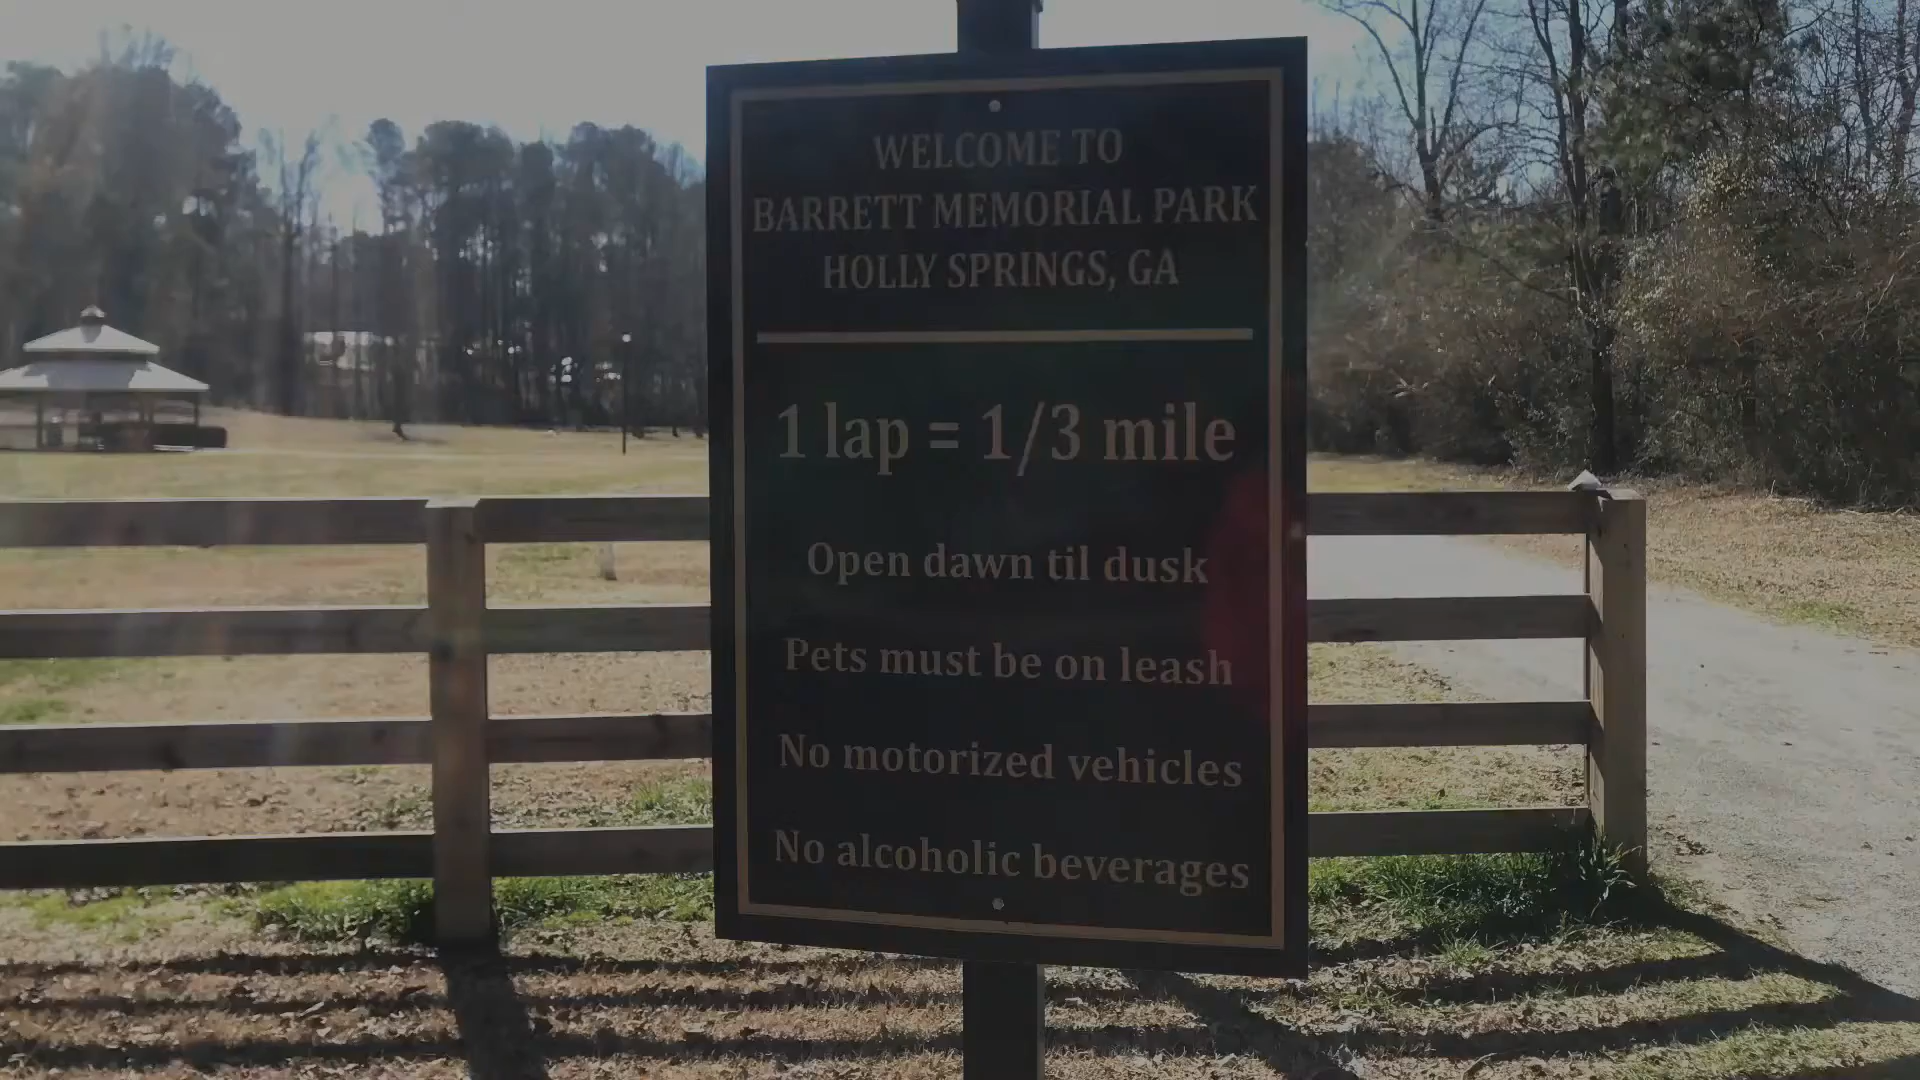 WELCOME TO
BARRETT MEMORIAL PARK
HOLLY SPRINGS, GA
1 lap = 1/3 mile
Open dawn til dusk
Pets must be on leash
No motorized vehicles
No alcoholic beverages